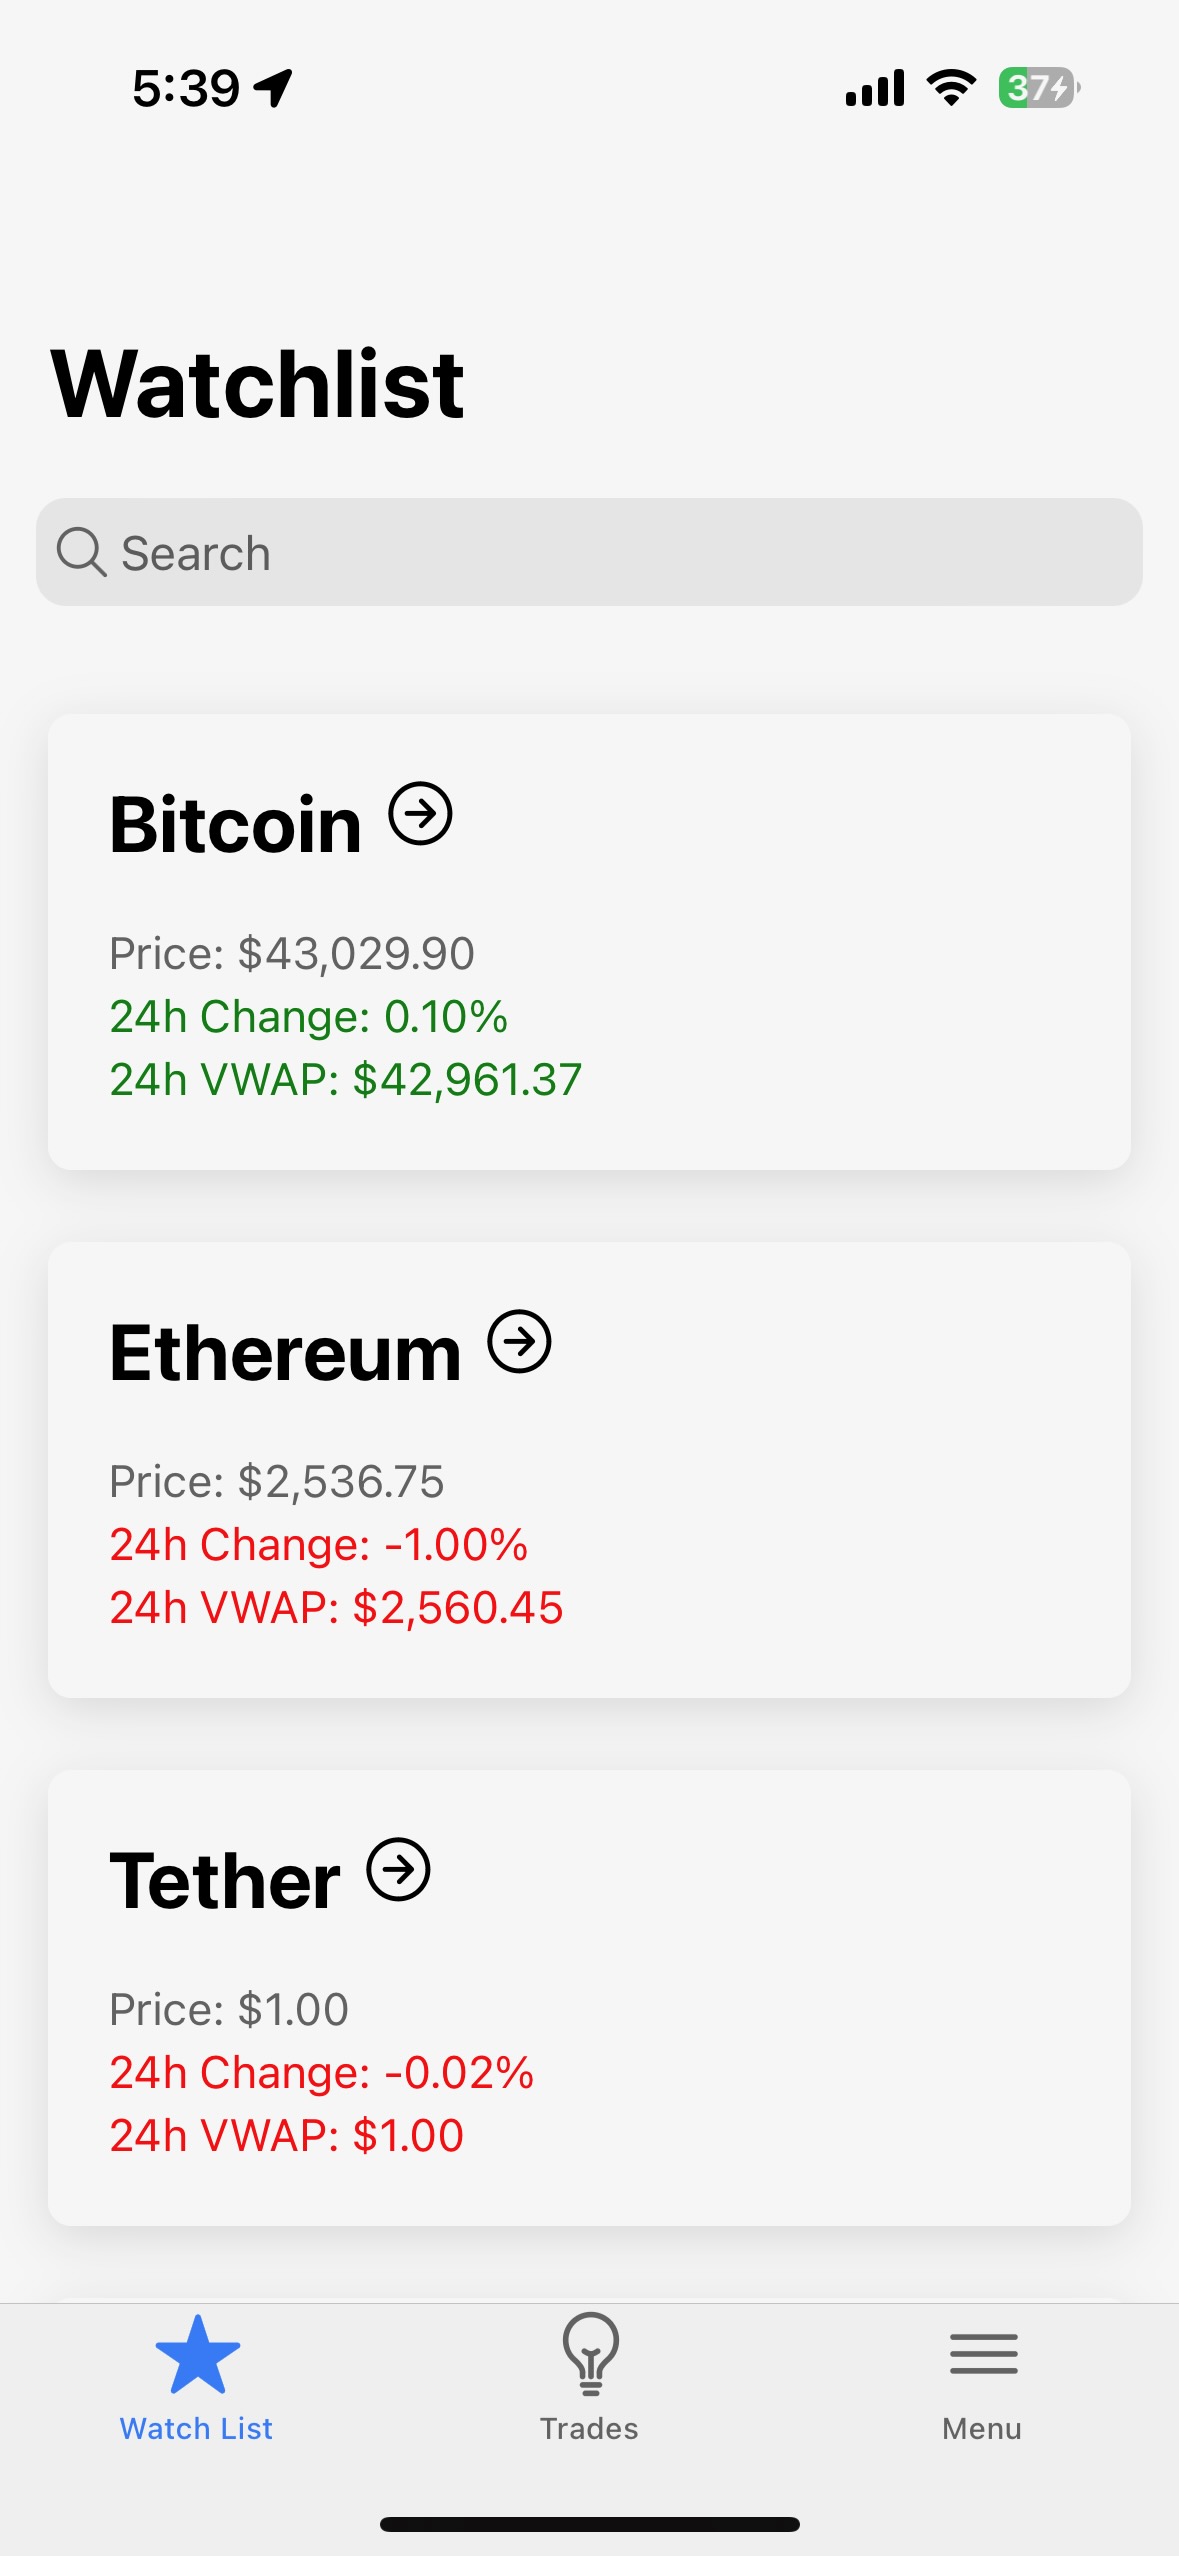 5:39
37
Watchlist
Search
Bitcoin
Price: $43,029.90
24h Change: 0.10%
24h VWAP: $42,961.37
Ethereum
Price: $2,536.75
24h Change: -1.00%
24h VWAP: $2,560.45
Tether
Price: $1.00
24h Change: -0.02%
24h VWAP: $1.00
Watch List
Trades
Menu